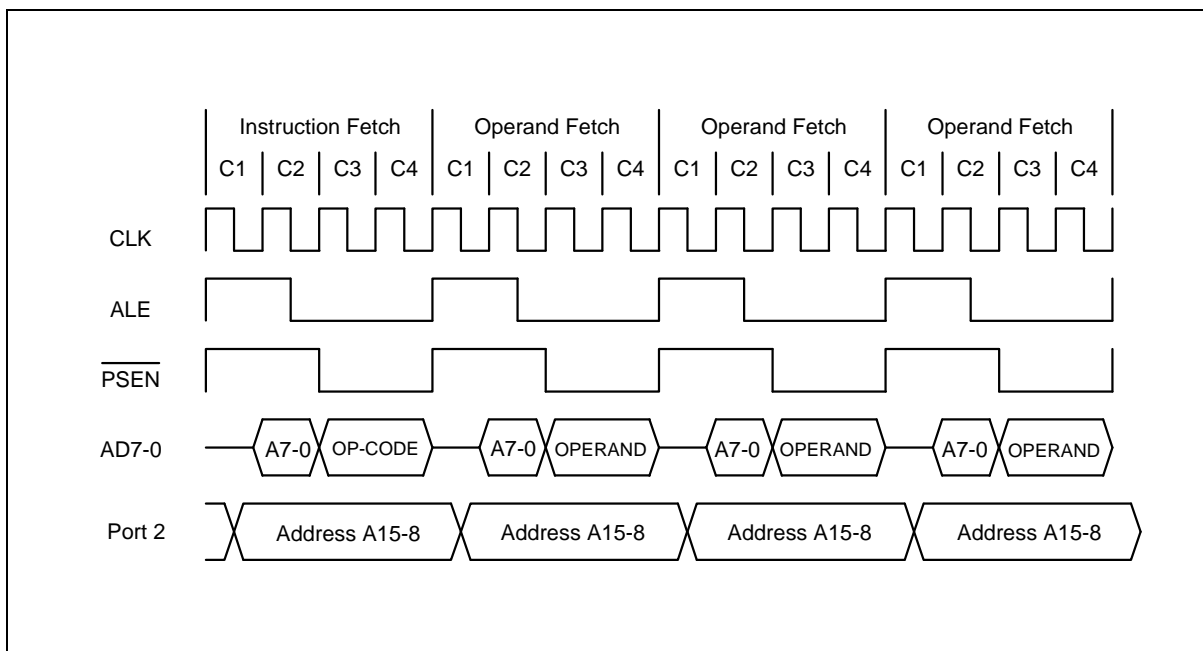 Instruction Fetch Operand Fetch Operand Fetch Operand Fetch
C1 C2 C3 C4 C1 C2 C3 C4 C1 C2 C3 C4 C1 C2 C3 C4
CLK
ALE
PSEN
AD7-0 A7-0 OP-CODE A7-0 OPERAND A7-0 OPERAND A7-0 OPERAND
Port 2 Address A15-8 Address A15-8 Address A15-8 Address A15-8